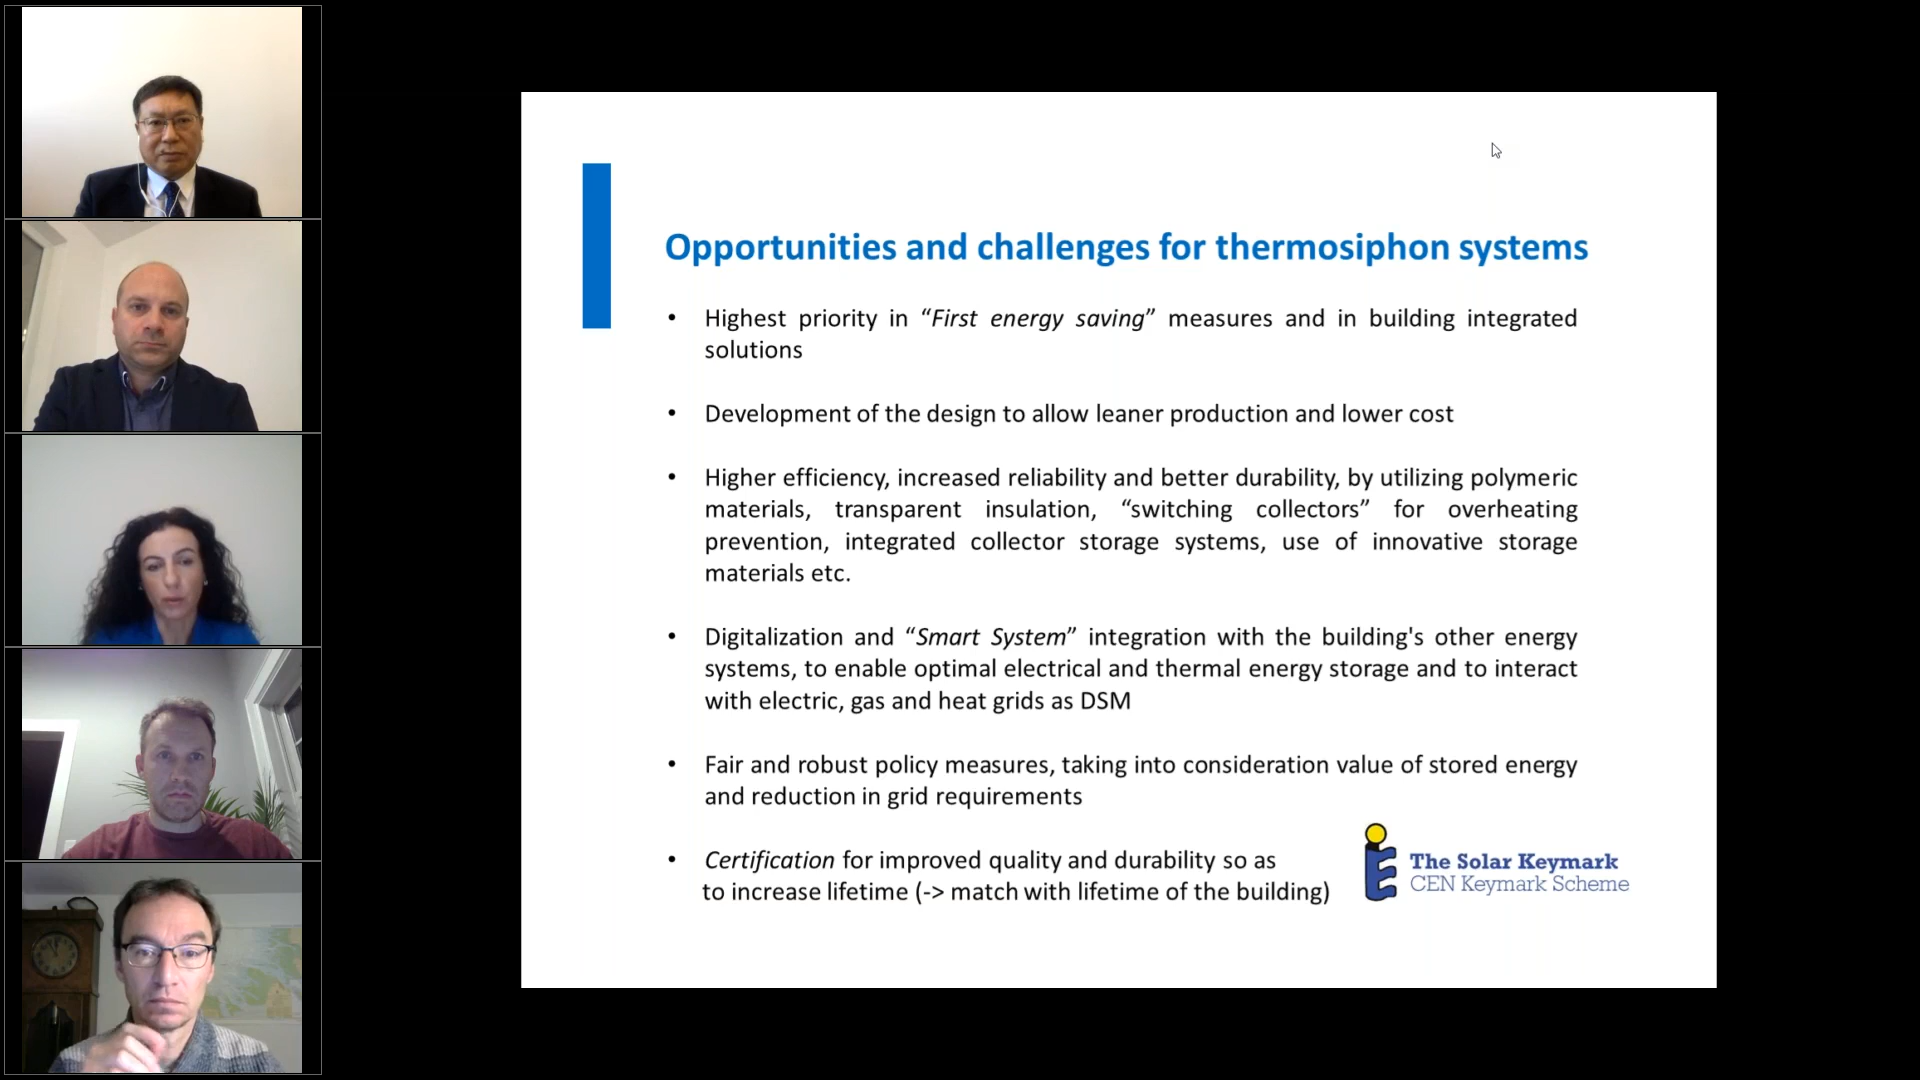 Opportunities and challenges for thermosiphon systems
• Highest priority in “First energy saving” measures and in building integrated
solutions
• Development of the design to allow leaner production and lower cost
• Higher efficiency, increased reliability and better durability, by utilizing polymeric
materials, transparent insulation, “switching collectors” for overheating
prevention, integrated collector storage systems, use of innovative storage
materials etc.
• Digitalization and “Smart System” integration with the building's other energy
systems, to enable optimal electrical and thermal energy storage and to interact
with electric, gas and heat grids as DSM
• Fair and robust policy measures, taking into consideration value of stored energy
and reduction in grid requirements
• Certification for improved quality and durability so as
to increase lifetime (-> match with lifetime of the building)
The Solar Keymark
CEN Keymark Scheme